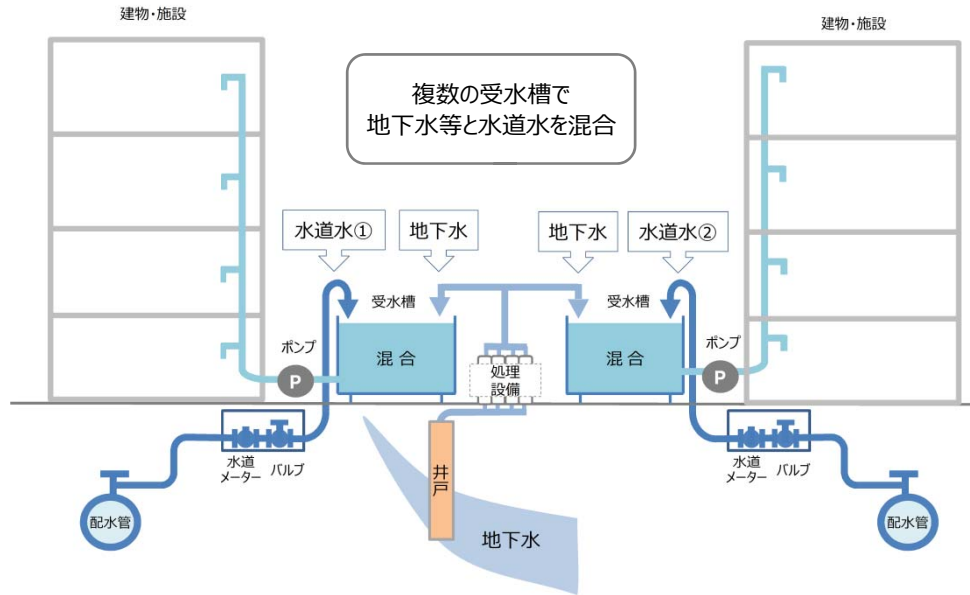 建物・施設
建物・施設
複数の受水槽で
地下水等と水道水を混合
水道水①
地下水
地下水
水道水②
受水槽
受水槽
ポンプ
P
混 合
処理
設備
混 合
ポンプ
P
水道
メーター
バルブ
井戸
水道
メーター
バルブ
配水管
地下水
配水管